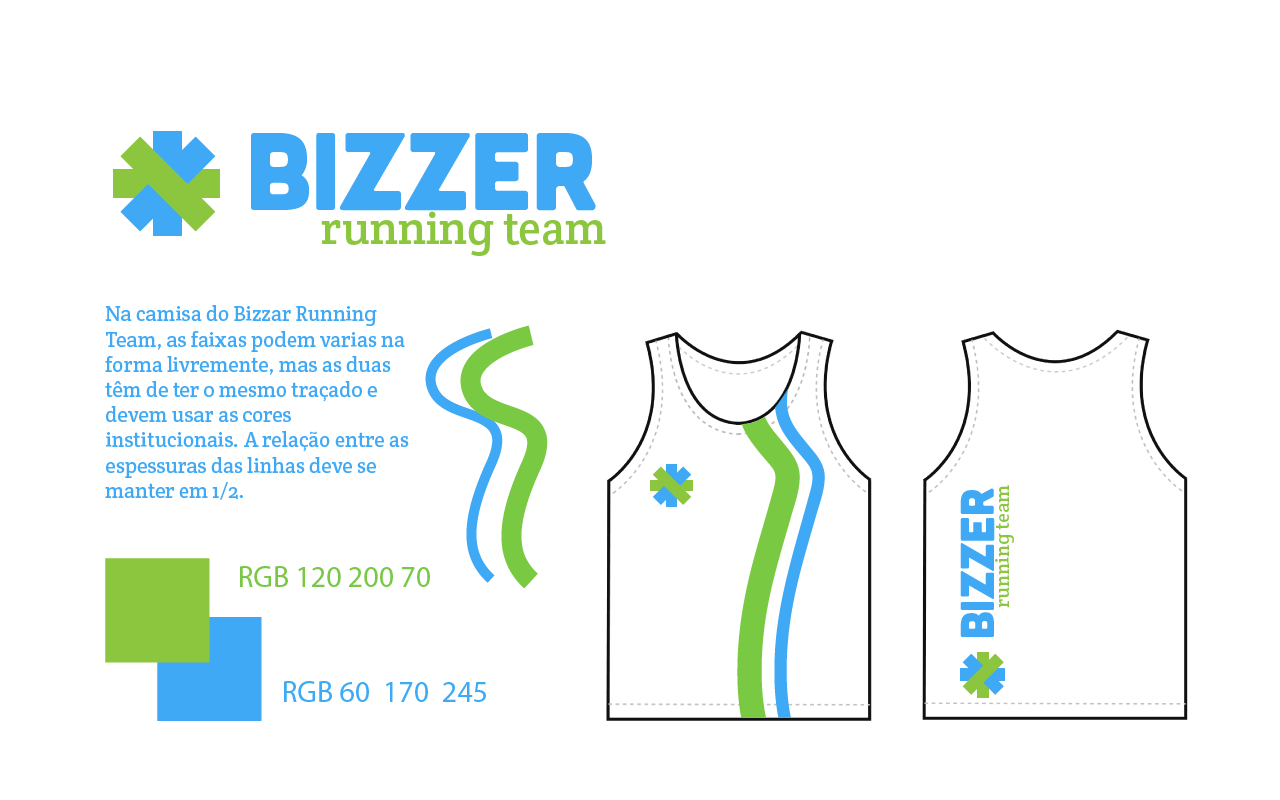 BIZZER
running team
Na camisa do Bizzar Running
Team, as faixas podem varias na
forma livremente, mas as duas
têm de ter o mesmo traçado e
devem usar as cores
institucionais. A relação entre as
espessuras das linhas deve se
manter em 1/2.
RGB 120 200 70
RGB 60 170 245
BIZZER
running team